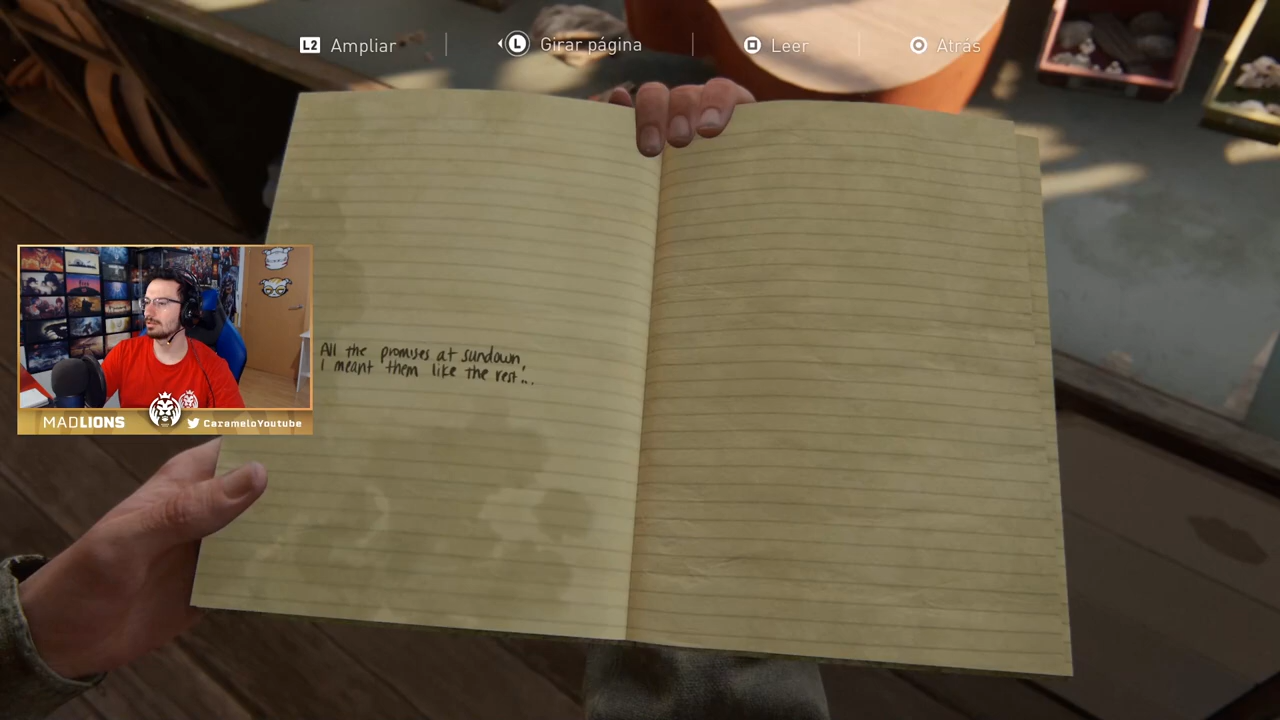 L2 Ampliar
L Girar página
Leer
Atrás
All the promises at sundown,
I meant them like the rest...
MADLIONS
CarameloYoutube